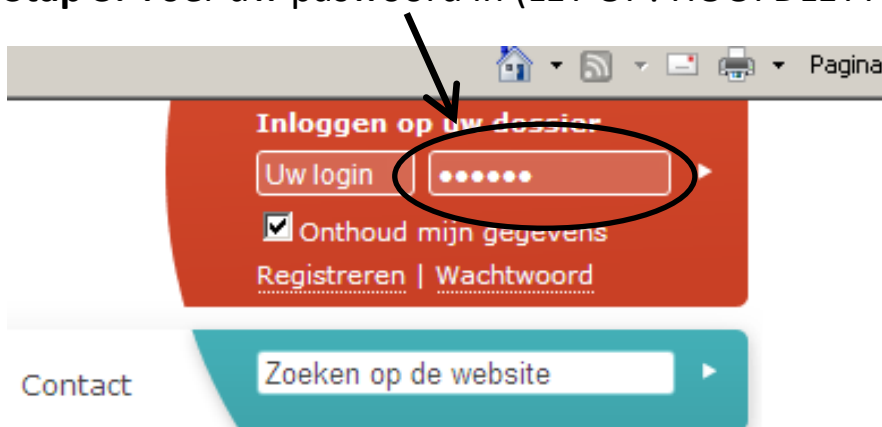 Pagina
Inloggen op uw dossier
Uw login ••••••
Onthoud mijn gegevens
Registreren | Wachtwoord
Contact
Zoeken op de website